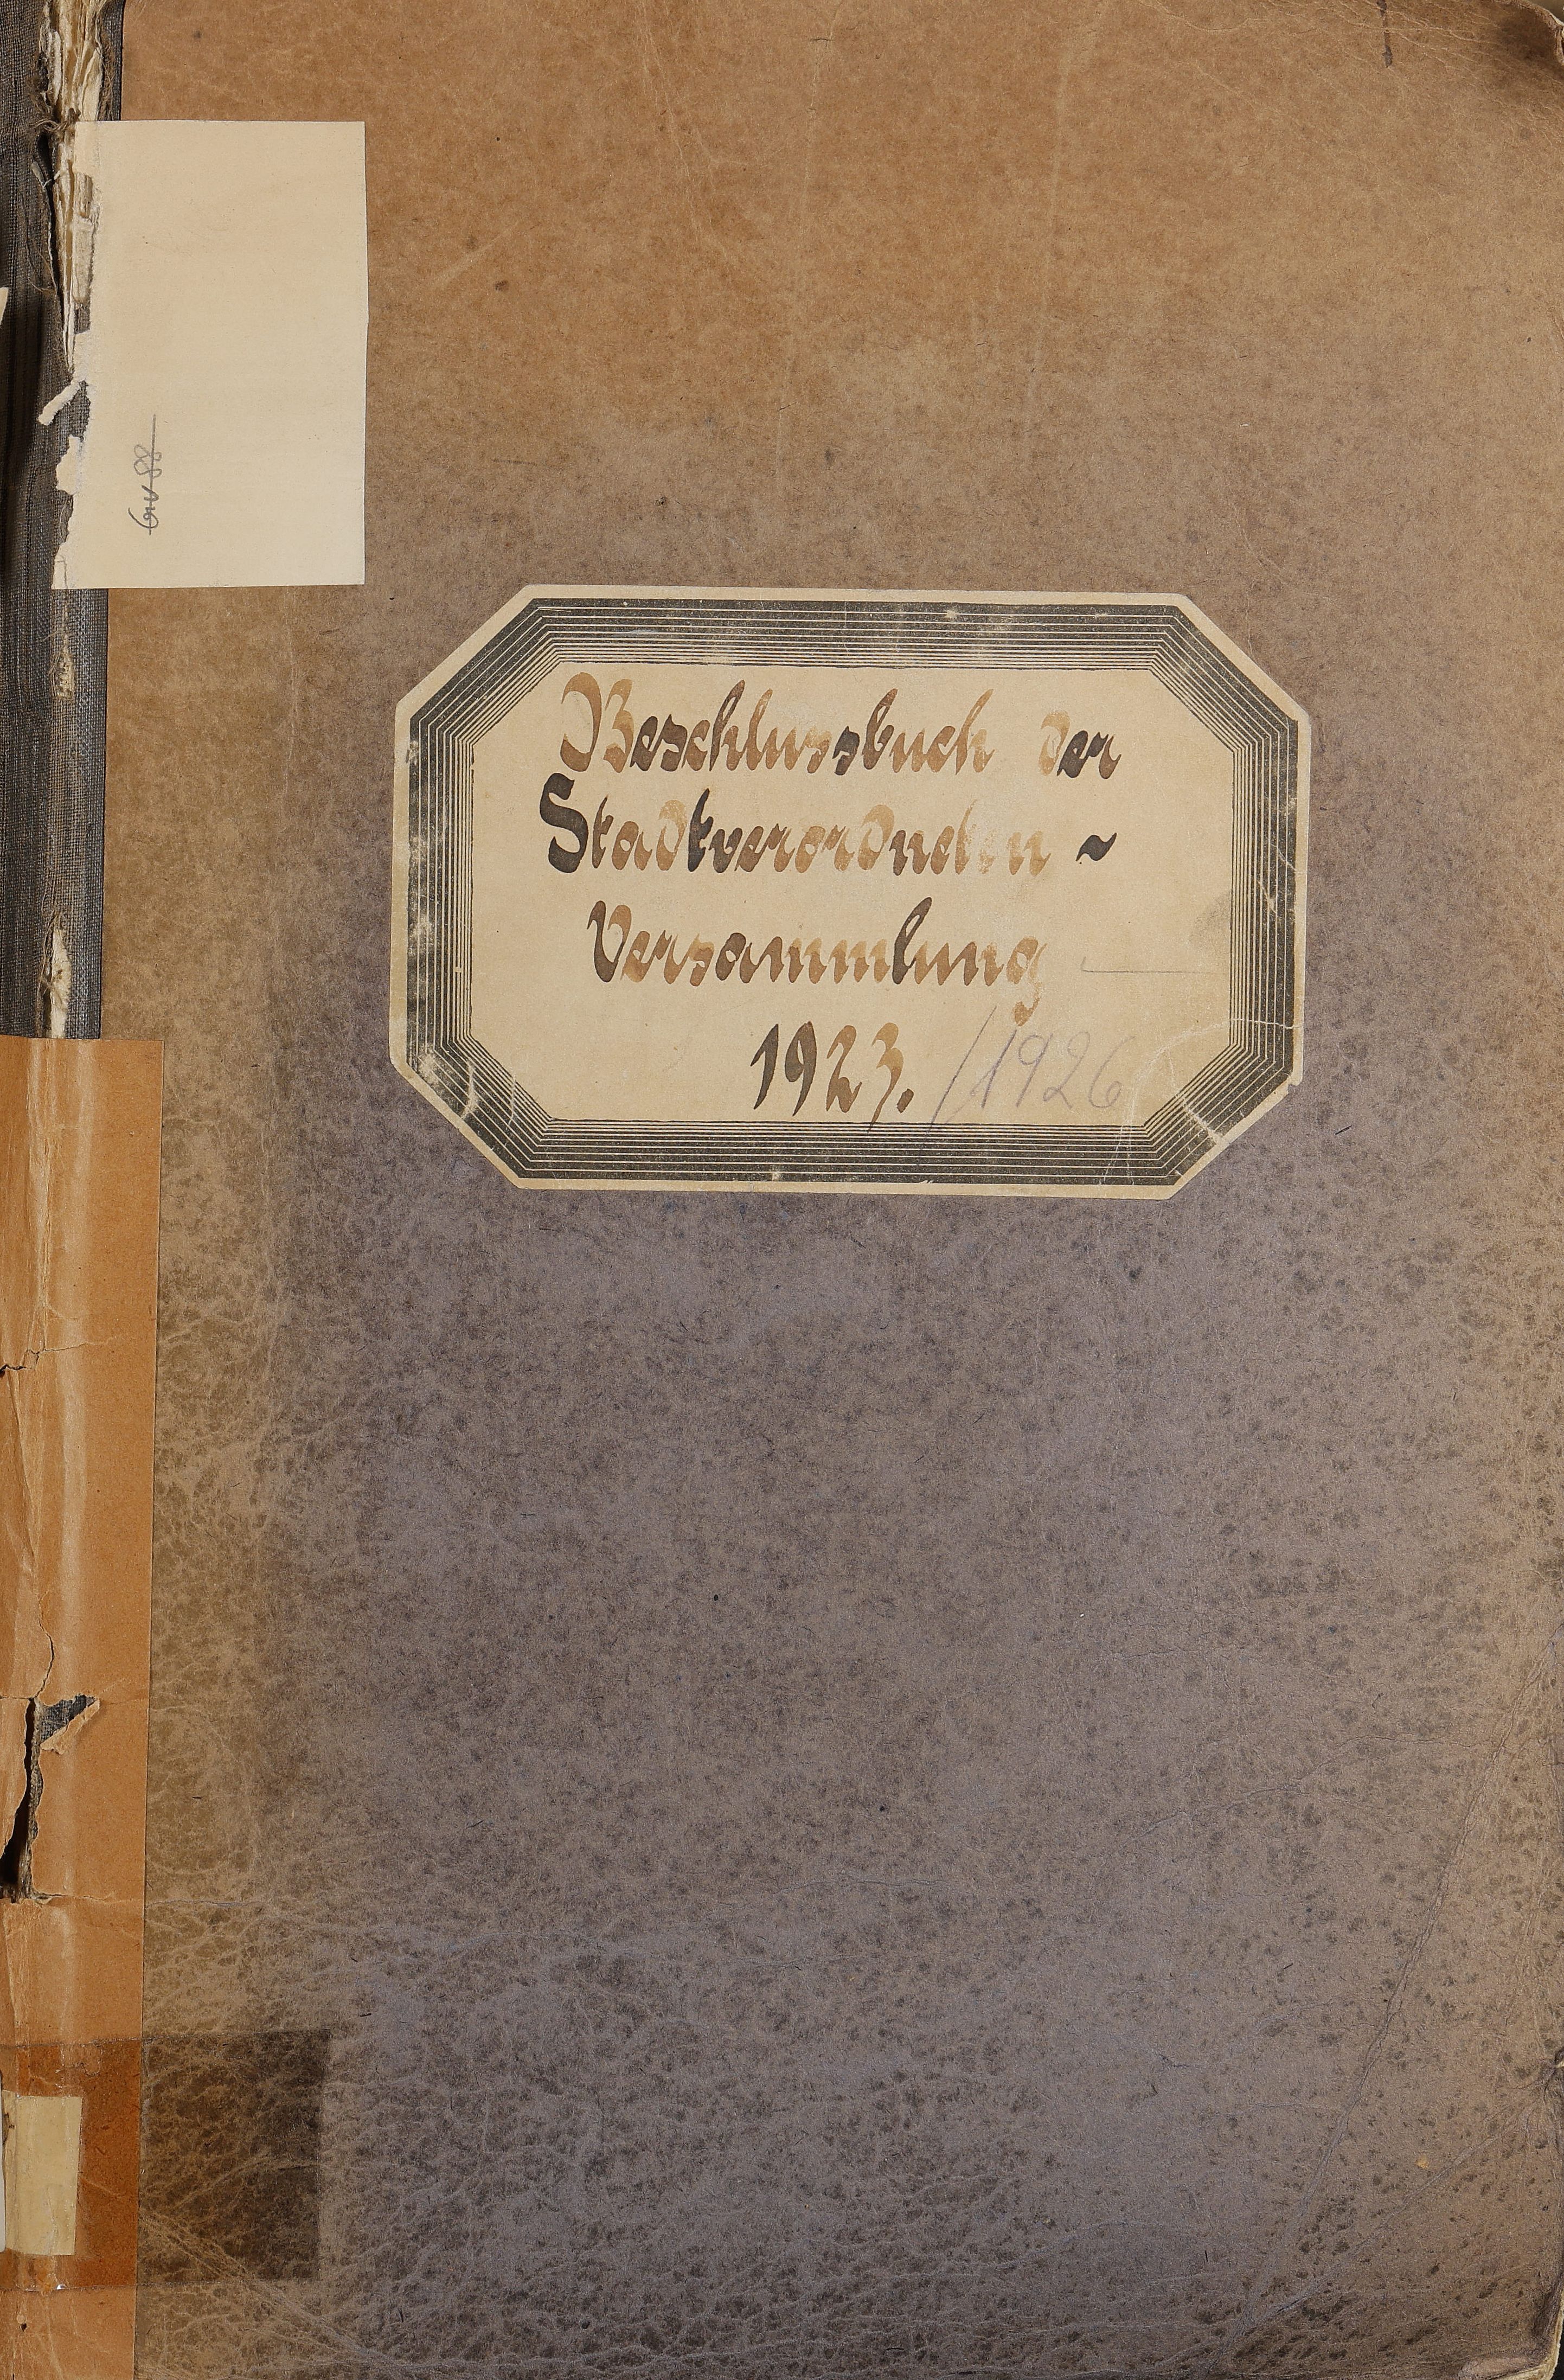 Beschlussbuch der
Stadtverordneten -
Versammlung
1923. / 1926